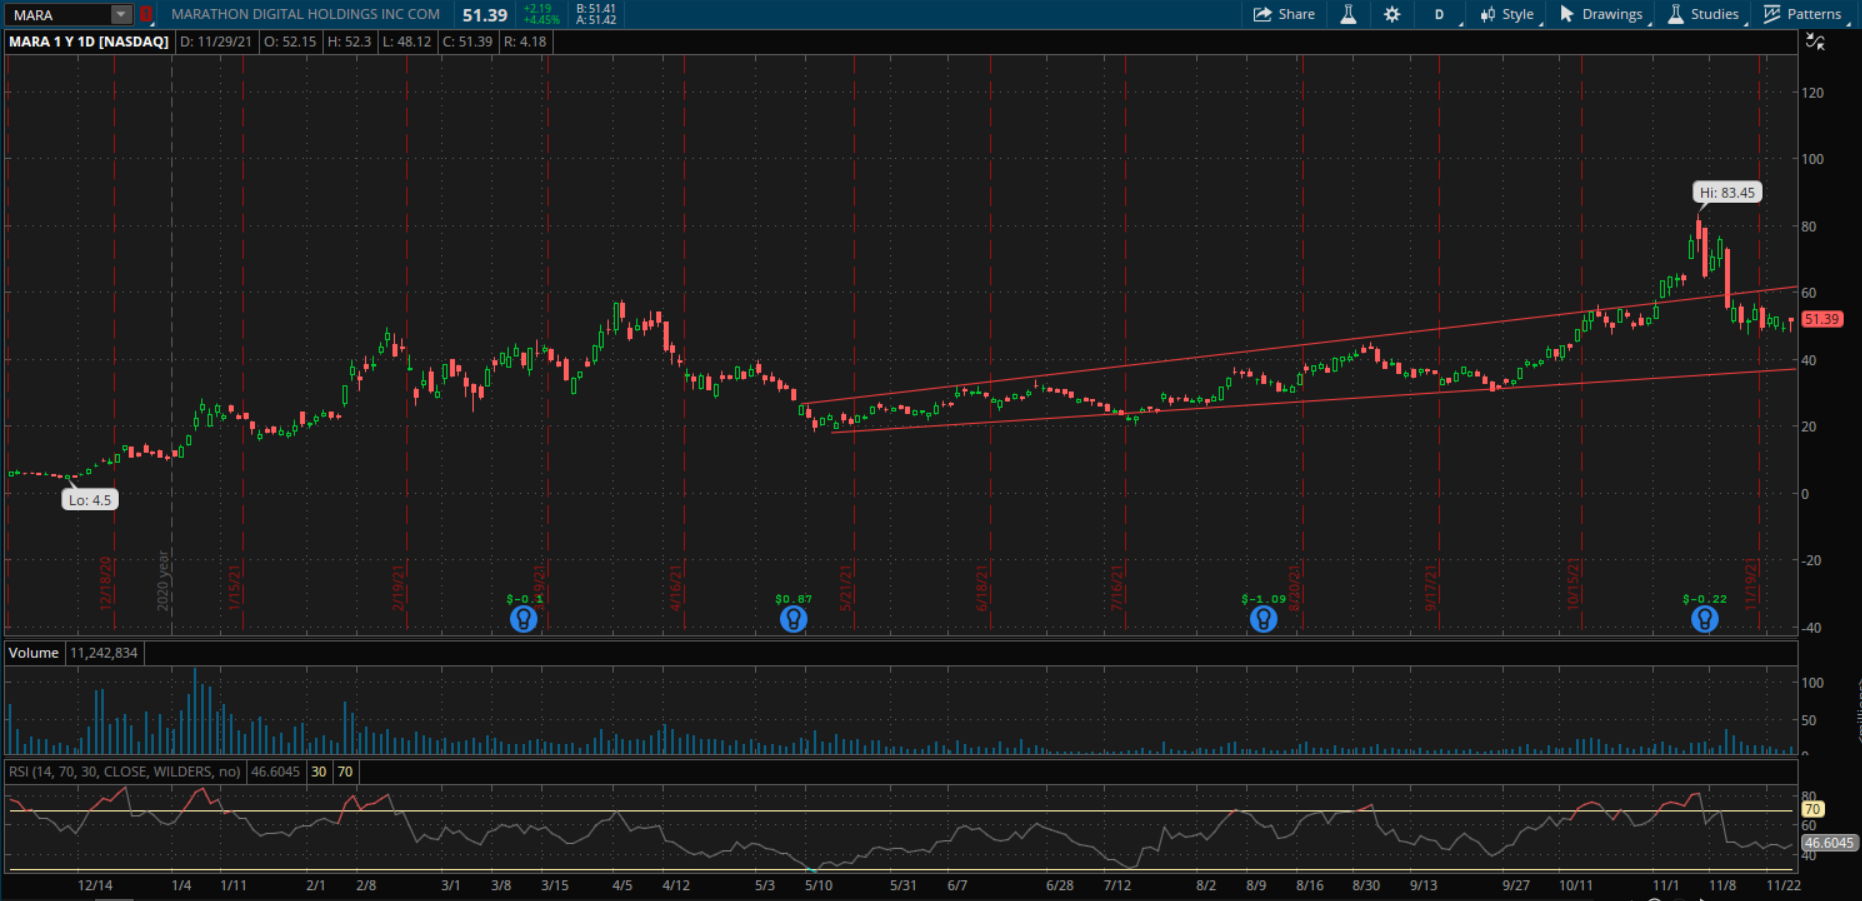 MARA
MARATHON DIGITAL HOLDINGS INC COM
51.39
+2.19
+4.45%
B: 51.41
A: 51.42
Share
D
Style
Drawings
Studies
Patterns
MARA 1 Y 1D [NASDAQ] D: 11/29/21 O: 52.15 H: 52.3 L: 48.12 C: 51.39 R: 4.18
120
100
Hi: 83.45
80
60
51.39
40
20
Lo: 4.5
0
-20
-40
12/18/20
2020 year
1/15/21
2/19/21
3/19/21
4/16/21
5/21/21
6/18/21
7/16/21
8/20/21
9/17/21
10/15/21
11/19/21
$-0.1
$0.87
$-1.09
$-0.22
Volume 11,242,834
100
50
0
<millions>
RSI (14, 70, 30, CLOSE, WILDERS, no) 46.6045 30 70
80
70
60
46.6045
40
12/14 1/4 1/11 2/1 2/8 3/1 3/8 3/15 4/5 4/12 5/3 5/10 5/31 6/7 6/28 7/12 8/2 8/9 8/16 8/30 9/13 9/27 10/11 11/1 11/8 11/22